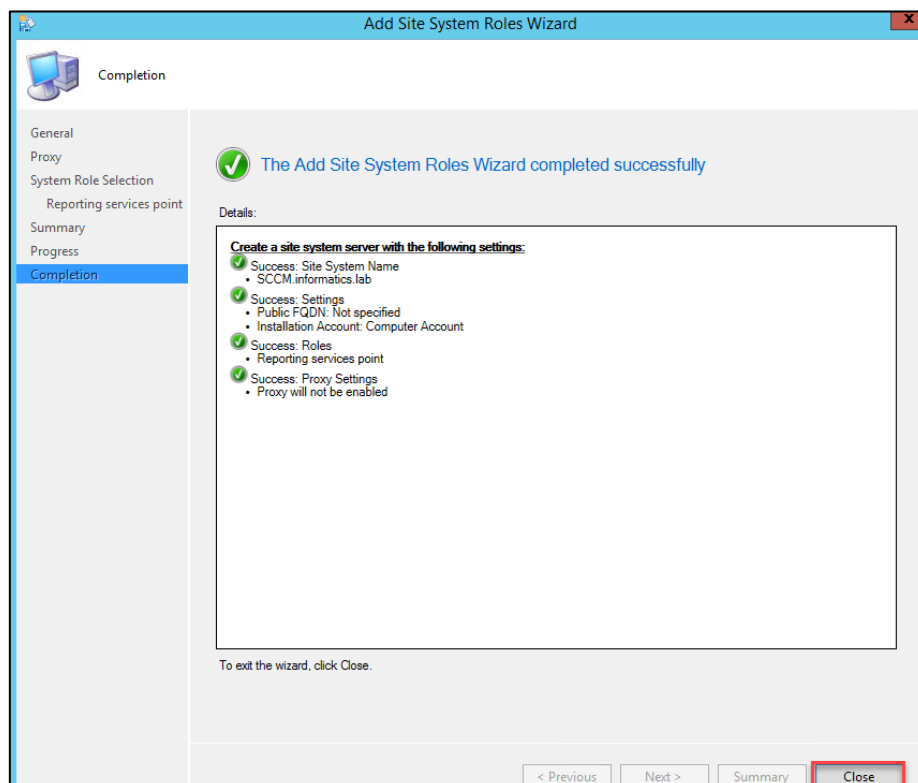 Add Site System Roles Wizard
X
Completion
General
Proxy
System Role Selection
Reporting services point
Summary
Progress
Completion
The Add Site System Roles Wizard completed successfully
Details:
Create a site system server with the following settings:
Success: Site System Name
• SCCM.informatics.lab
Success: Settings
• Public FQDN: Not specified
• Installation Account: Computer Account
Success: Roles
• Reporting services point
Success: Proxy Settings
• Proxy will not be enabled
To exit the wizard, click Close.
< Previous Next > Summary Close